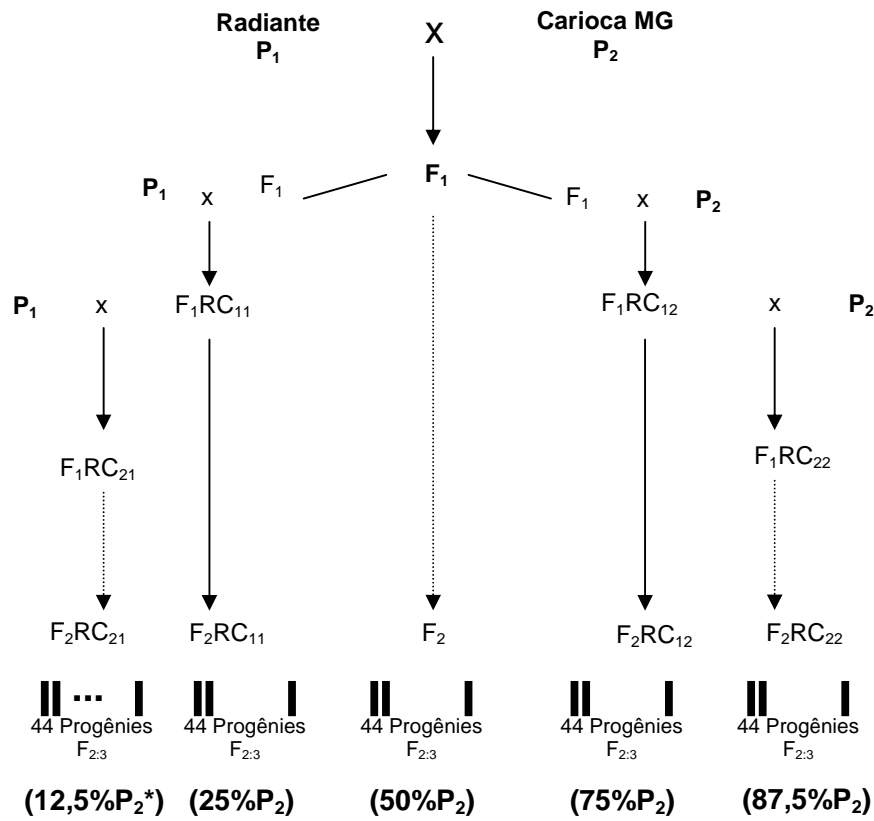 Radiante X Carioca MG
P₁ P₂
F₁
P₁ x F₁ F₁ x P₂
P₁ x F₁RC₁₁ F₁RC₁₂ x P₂
F₁RC₂₁ F₁RC₂₂
F₂RC₂₁ F₂RC₁₁ F₂ F₂RC₁₂ F₂RC₂₂
...
44 Progênies 44 Progênies 44 Progênies 44 Progênies 44 Progênies
F₂:₃ F₂:₃ F₂:₃ F₂:₃ F₂:₃
(12,5%P₂*) (25%P₂) (50%P₂) (75%P₂) (87,5%P₂)